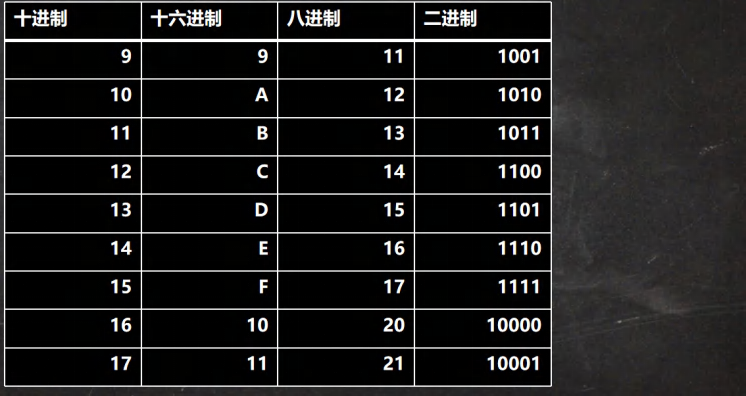 十进制 十六进制 八进制 二进制
9 9 11 1001
10 A 12 1010
11 B 13 1011
12 C 14 1100
13 D 15 1101
14 E 16 1110
15 F 17 1111
16 10 20 10000
17 11 21 10001